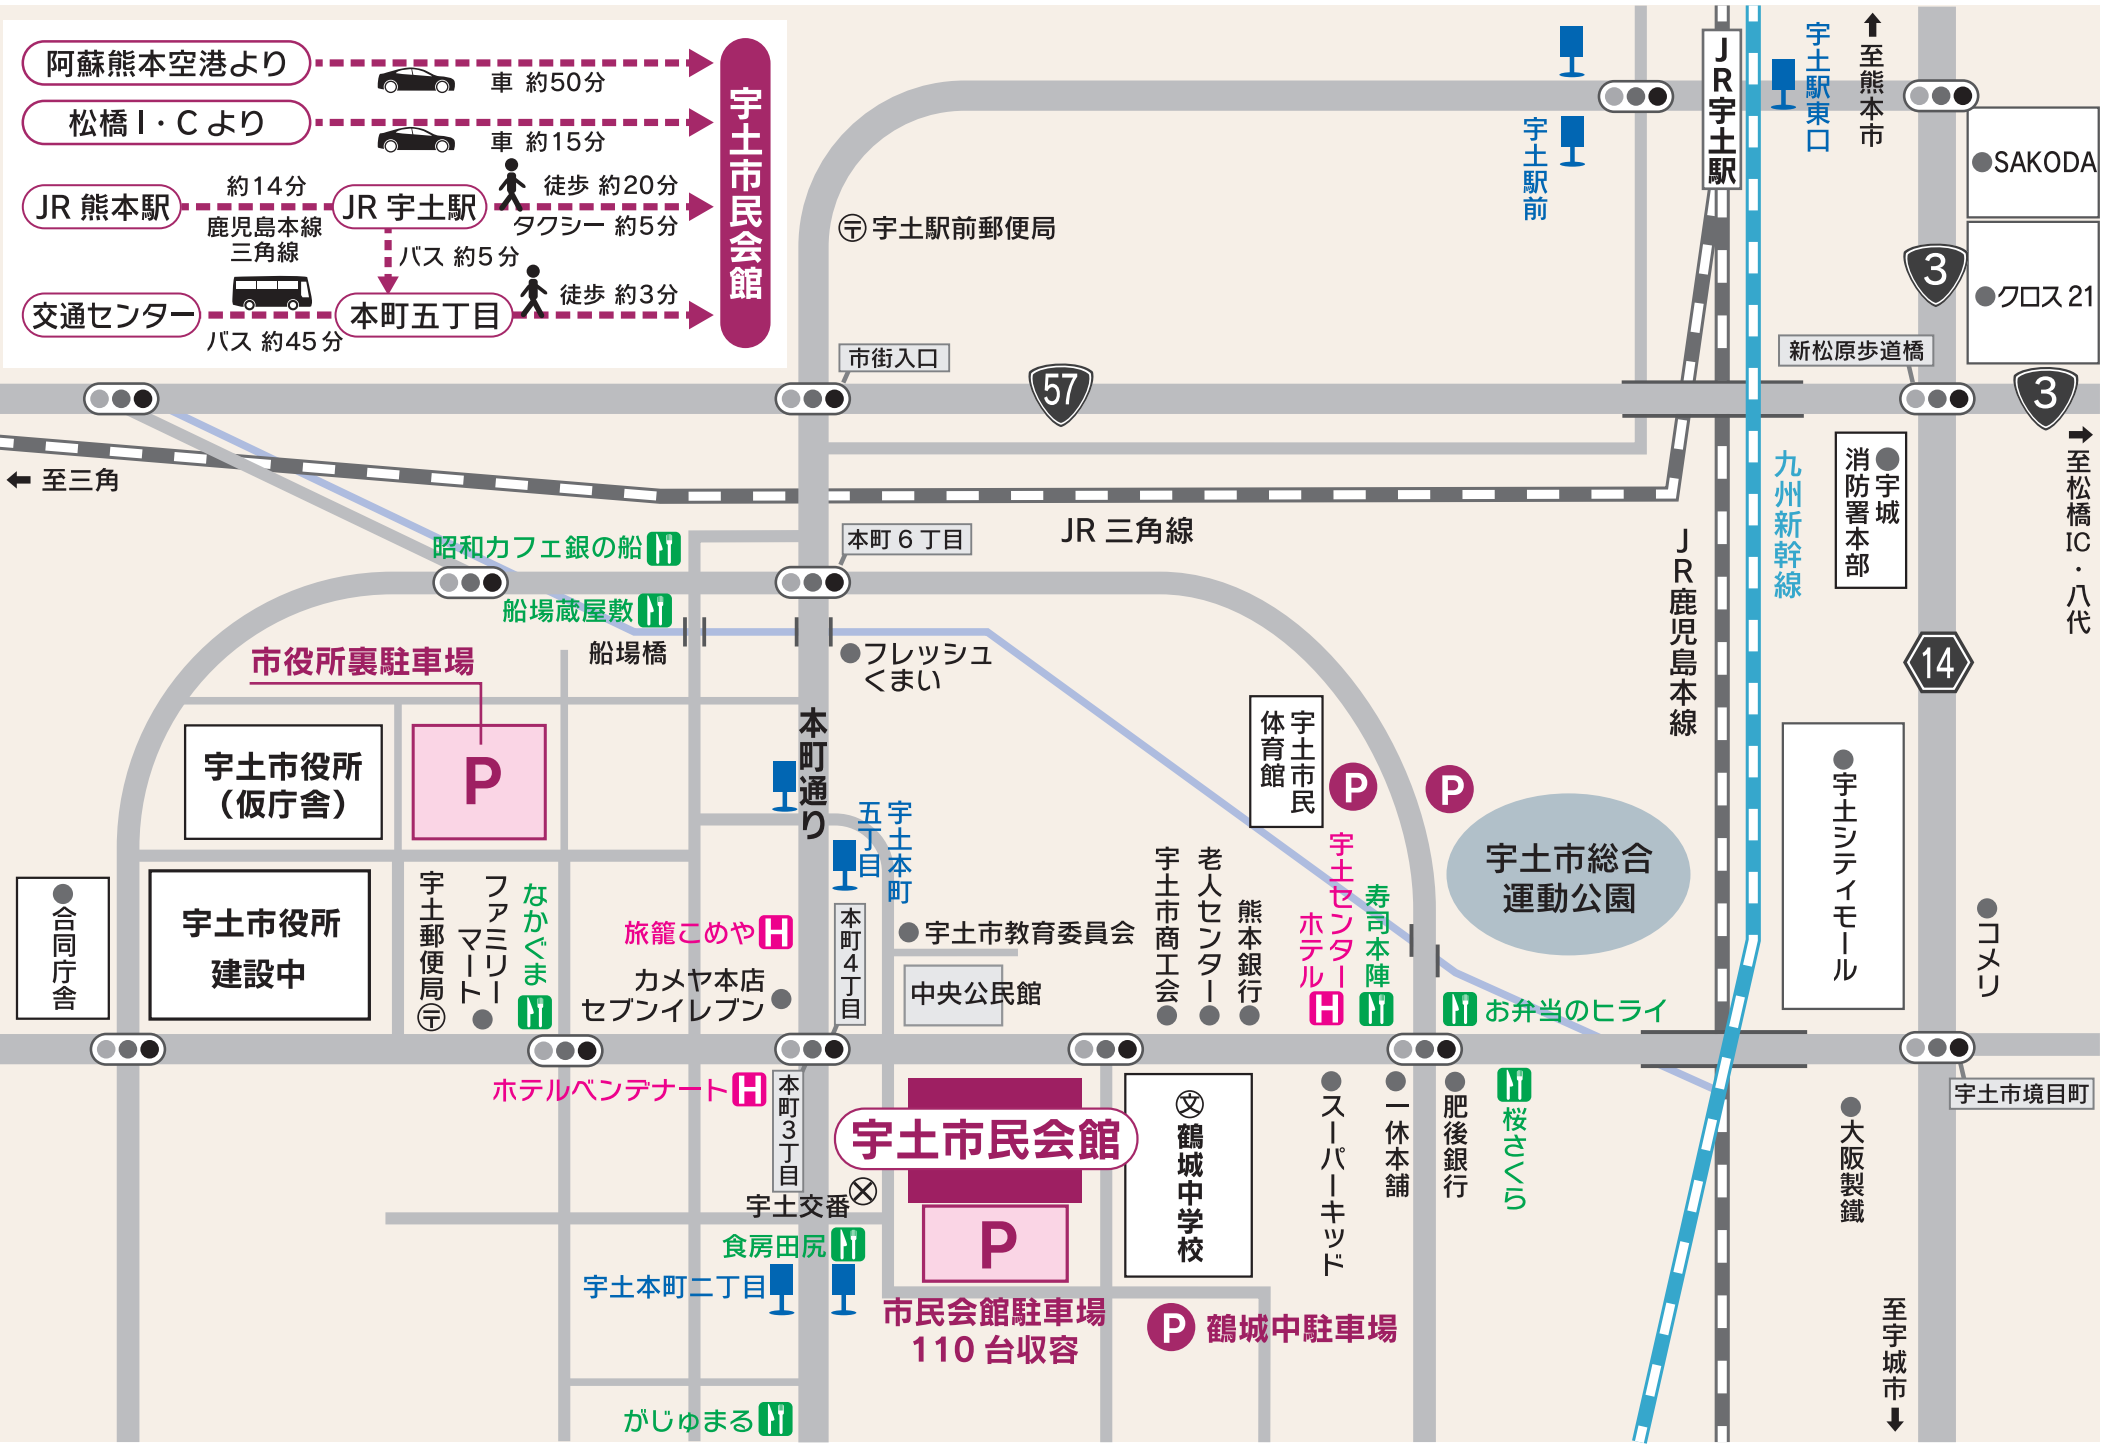 阿蘇熊本空港より
車 約50分
松橋I・Cより
車 約15分
宇土市民会館
JR 熊本駅
約14分
鹿児島本線
三角線
JR 宇土駅
徒歩 約20分
タクシー 約5分
バス 約5分
交通センター
バス 約45分
本町五丁目
徒歩 約3分
JR宇土駅
宇土駅東口
至熊本市
宇土駅前
SAKODA
〒宇土駅前郵便局
3
クロス21
市街入口
57
新松原歩道橋
3
至三角
JR 三角線
九州新幹線
宇城
消防署本部
至松橋IC・八代
昭和カフェ銀の船
本町6丁目
船場蔵屋敷
船場橋
フレッシュ
くまい
JR鹿児島本線
14
市役所裏駐車場
宇土市役所
(仮庁舎)
P
本町通り
宇土市民
体育館
P
P
宇土シティモール
宇土本町
五丁目
宇土市総合
運動公園
合同庁舎
宇土市役所
建設中
宇土郵便局〒
ファミリー
マート
なかぐま
旅籠こめや
H
カメヤ本店
セブンイレブン
本町4丁目
宇土市教育委員会
中央公民館
宇土市商工会
老人センター
熊本銀行
宇土センター
ホテル
H
寿司本陣
お弁当のヒライ
コメリ
ホテルベンデナート
H
本町3丁目
宇土市民会館
文
鶴城中学校
スーパーキッド
一休本舗
肥後銀行
桜さくら
宇土市境目町
大阪製鐵
宇土交番
食房田尻
P
宇土本町二丁目
市民会館駐車場
110台収容
P
鶴城中駐車場
至宇城市
がじゅまる